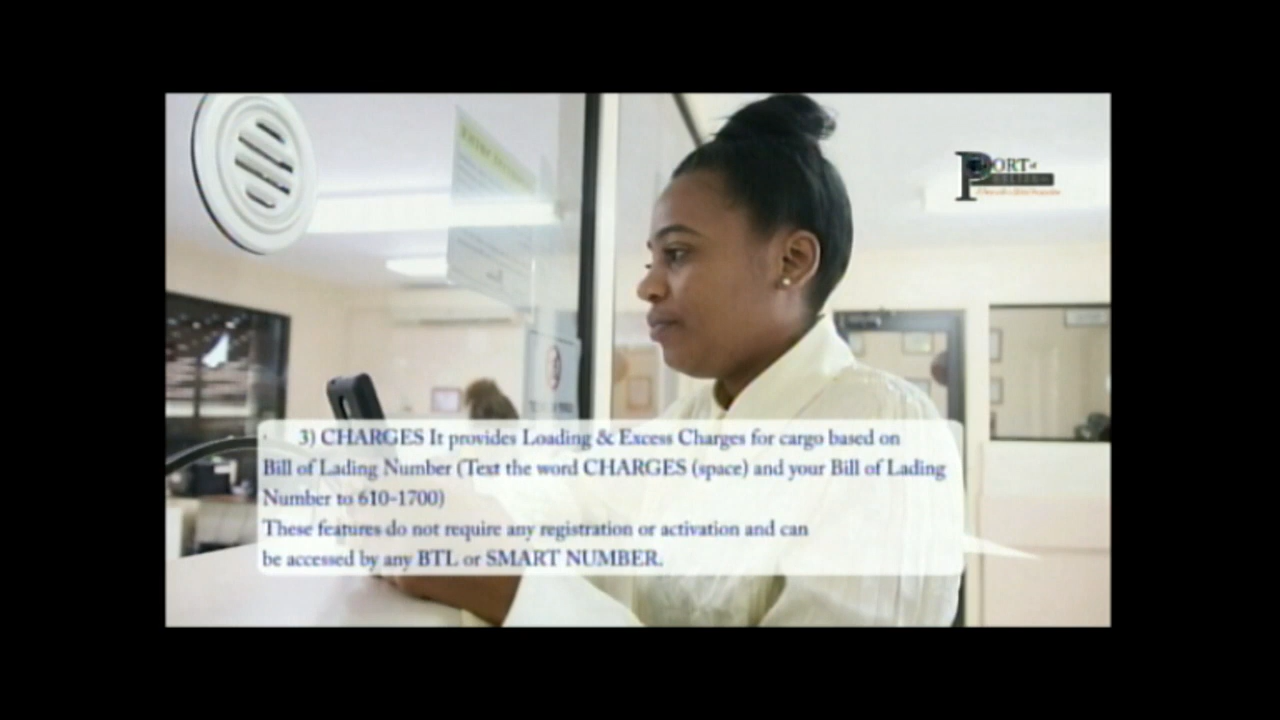 PORT of
3) CHARGES It provides Loading & Excess Charges for cargo based on
Bill of Lading Number (Text the word CHARGES (space) and your Bill of Lading
Number to 610-1700)
These features do not require any registration or activation and can
be accessed by any BTL or SMART NUMBER.